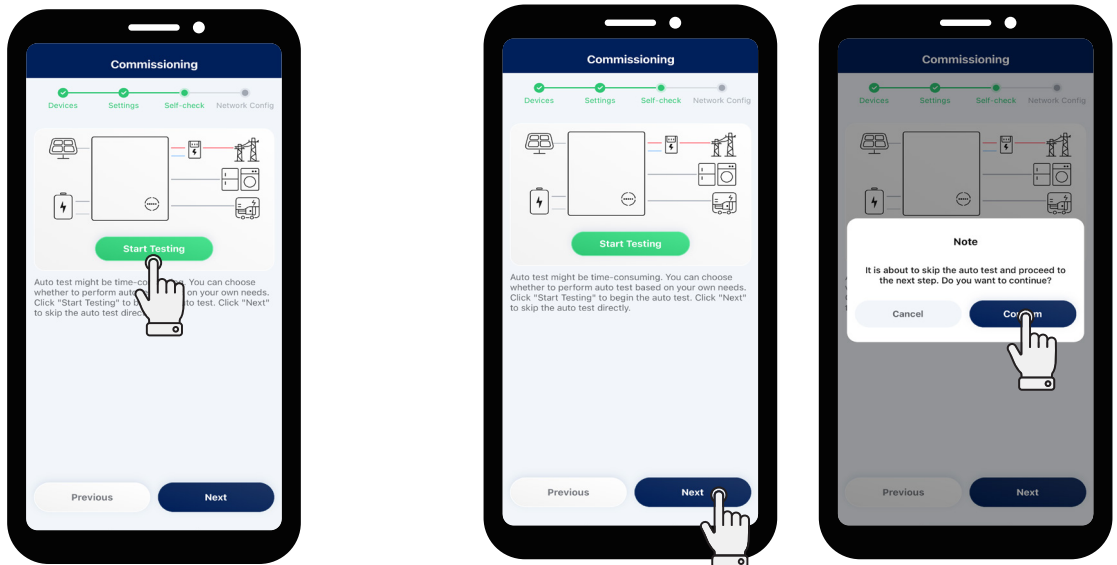 Commissioning
Devices Settings Self-check Network Config
Start Testing
Auto test might be time-con You can choose
whether to perform auto on your own needs.
Click "Start Testing" to b to test. Click "Next"
to skip the auto test direc
Previous Next
Commissioning
Devices Settings Self-check Network Config
Start Testing
Auto test might be time-consuming. You can choose
whether to perform auto test based on your own needs.
Click "Start Testing" to begin the auto test. Click "Next"
to skip the auto test directly.
Previous Next
Commissioning
Devices Settings Self-check Network Config
Note
It is about to skip the auto test and proceed to
the next step. Do you want to continue?
Cancel Confirm
Previous Next